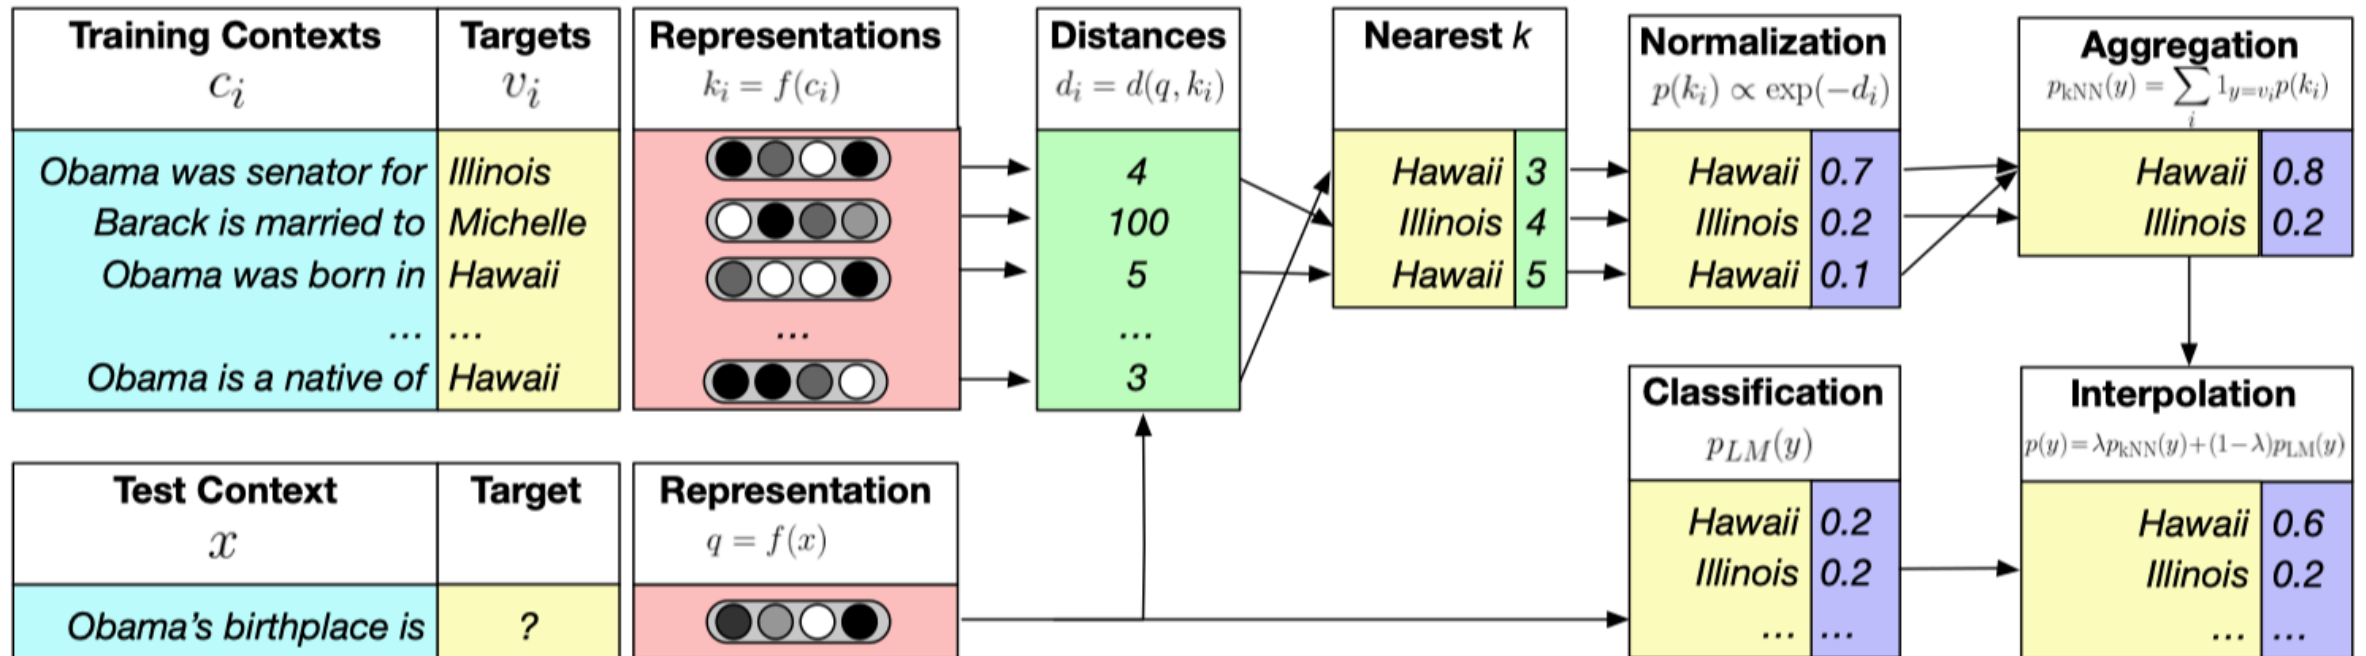 Training Contexts Targets Representations Distances Nearest k Normalization Aggregation
c_i v_i k_i = f(c_i) d_i = d(q, k_i) p(k_i) ∝ exp(−d_i) p_kNN(y) = ∑_i 1_{y=v_i} p(k_i)
Obama was senator for Illinois 4 Hawaii 3 Hawaii 0.7 Hawaii 0.8
Barack is married to Michelle 100 Illinois 4 Illinois 0.2 Illinois 0.2
Obama was born in Hawaii 5 Hawaii 5 Hawaii 0.1
... ... ... ...
Obama is a native of Hawaii 3
Classification Interpolation
p_LM(y) p(y) = λp_kNN(y)+(1−λ)p_LM(y)
Test Context Target Representation
x q = f(x)
Hawaii 0.2 Hawaii 0.6
Illinois 0.2 Illinois 0.2
Obama's birthplace is ? ... ... ... ...